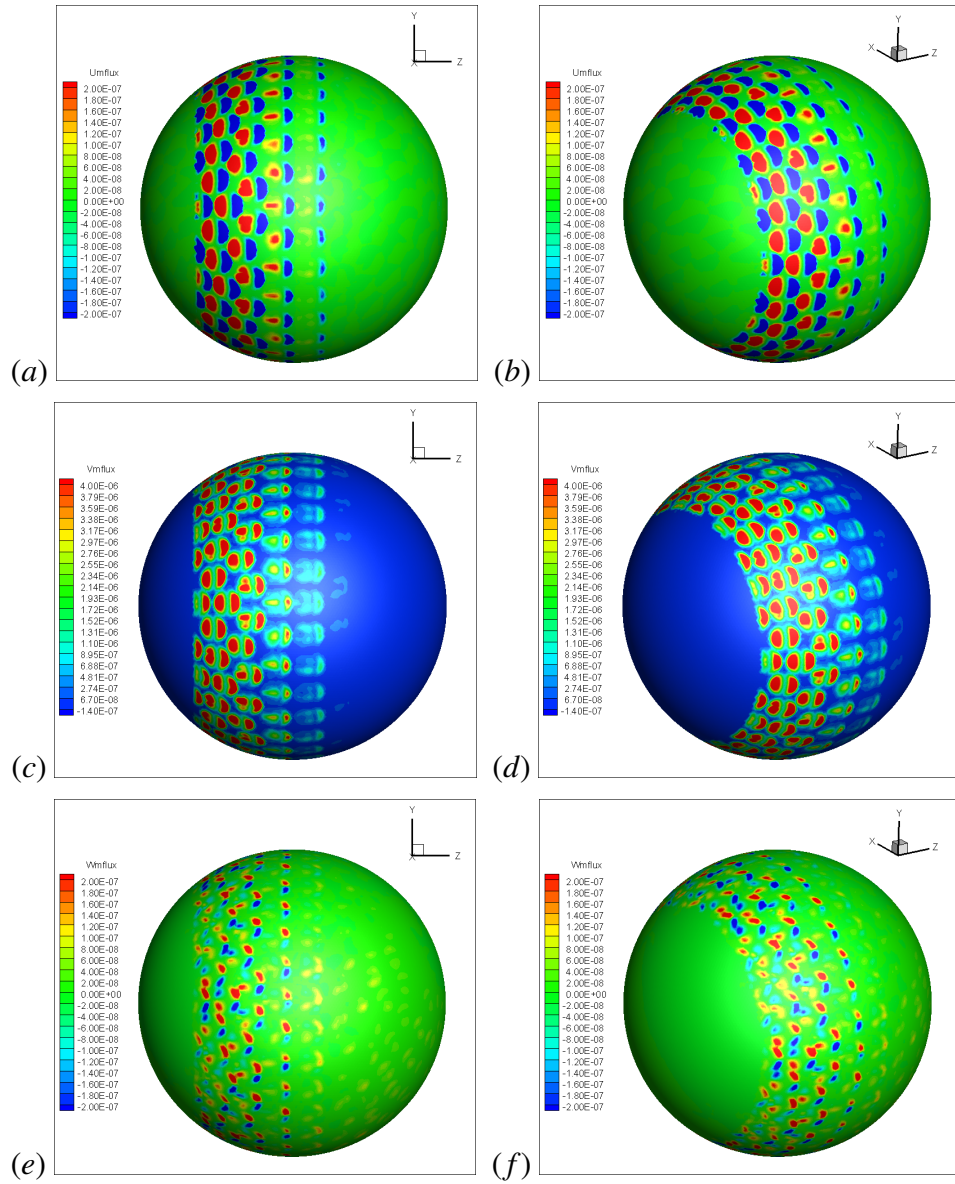 Y
X
Z
Umflux
2.00E-07
1.80E-07
1.60E-07
1.40E-07
1.20E-07
1.00E-07
8.00E-08
6.00E-08
4.00E-08
2.00E-08
0.00E+00
-2.00E-08
-4.00E-08
-6.00E-08
-8.00E-08
-1.00E-07
-1.20E-07
-1.40E-07
-1.60E-07
-1.80E-07
-2.00E-07
(a)
Y
X
Z
Umflux
2.00E-07
1.80E-07
1.60E-07
1.40E-07
1.20E-07
1.00E-07
8.00E-08
6.00E-08
4.00E-08
2.00E-08
0.00E+00
-2.00E-08
-4.00E-08
-6.00E-08
-8.00E-08
-1.00E-07
-1.20E-07
-1.40E-07
-1.60E-07
-1.80E-07
-2.00E-07
(b)
Y
X
Z
Vmflux
4.00E-06
3.79E-06
3.59E-06
3.38E-06
3.17E-06
2.97E-06
2.76E-06
2.55E-06
2.34E-06
2.14E-06
1.93E-06
1.72E-06
1.52E-06
1.31E-06
1.10E-06
8.95E-07
6.88E-07
4.81E-07
2.74E-07
6.70E-08
-1.40E-07
(c)
Y
X
Z
Vmflux
4.00E-06
3.79E-06
3.59E-06
3.38E-06
3.17E-06
2.97E-06
2.76E-06
2.55E-06
2.34E-06
2.14E-06
1.93E-06
1.72E-06
1.52E-06
1.31E-06
1.10E-06
8.95E-07
6.88E-07
4.81E-07
2.74E-07
6.70E-08
-1.40E-07
(d)
Y
X
Z
Wmflux
2.00E-07
1.80E-07
1.60E-07
1.40E-07
1.20E-07
1.00E-07
8.00E-08
6.00E-08
4.00E-08
2.00E-08
0.00E+00
-2.00E-08
-4.00E-08
-6.00E-08
-8.00E-08
-1.00E-07
-1.20E-07
-1.40E-07
-1.60E-07
-1.80E-07
-2.00E-07
(e)
Y
X
Z
Wmflux
2.00E-07
1.80E-07
1.60E-07
1.40E-07
1.20E-07
1.00E-07
8.00E-08
6.00E-08
4.00E-08
2.00E-08
0.00E+00
-2.00E-08
-4.00E-08
-6.00E-08
-8.00E-08
-1.00E-07
-1.20E-07
-1.40E-07
-1.60E-07
-1.80E-07
-2.00E-07
(f)